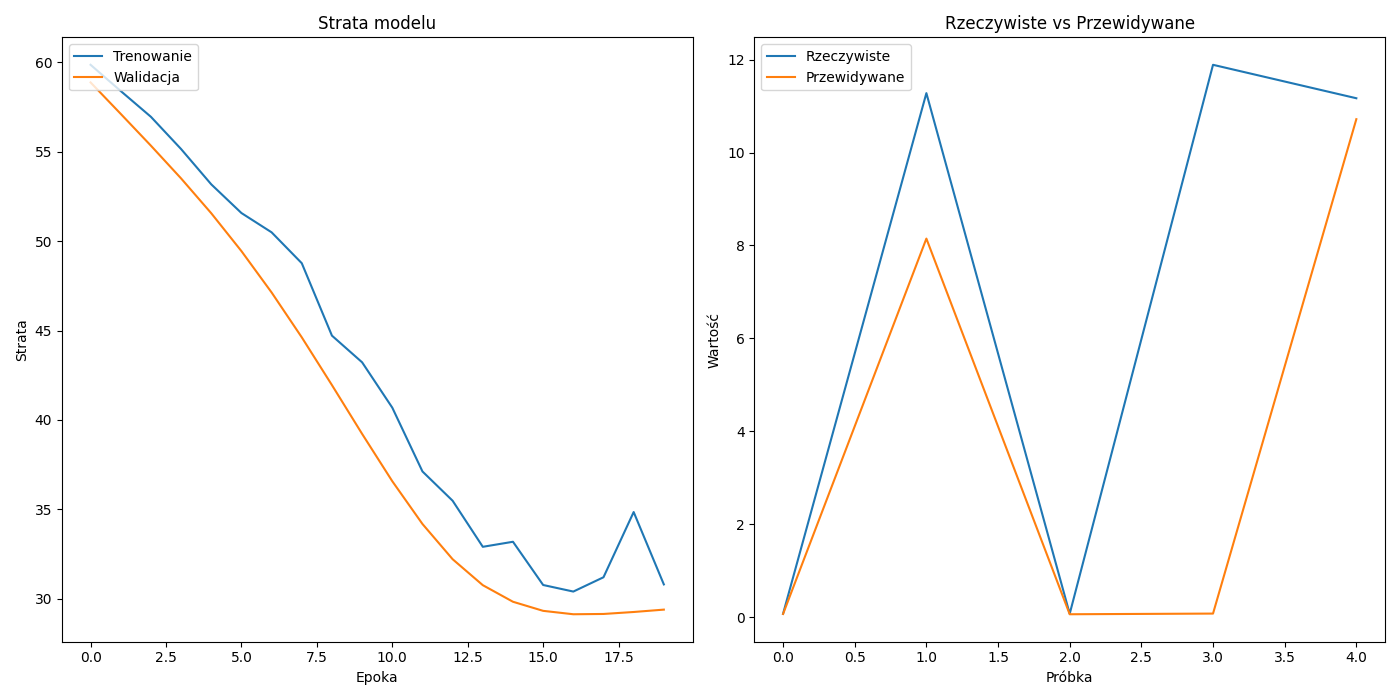 Strata modelu
Trenowanie
Walidacja
60
55
50
45
40
35
30
Strata
0.0 2.5 5.0 7.5 10.0 12.5 15.0 17.5
Epoka
Rzeczywiste vs Przewidywane
Rzeczywiste
Przewidywane
12
10
8
6
4
2
0
Wartość
0.0 0.5 1.0 1.5 2.0 2.5 3.0 3.5 4.0
Próbka